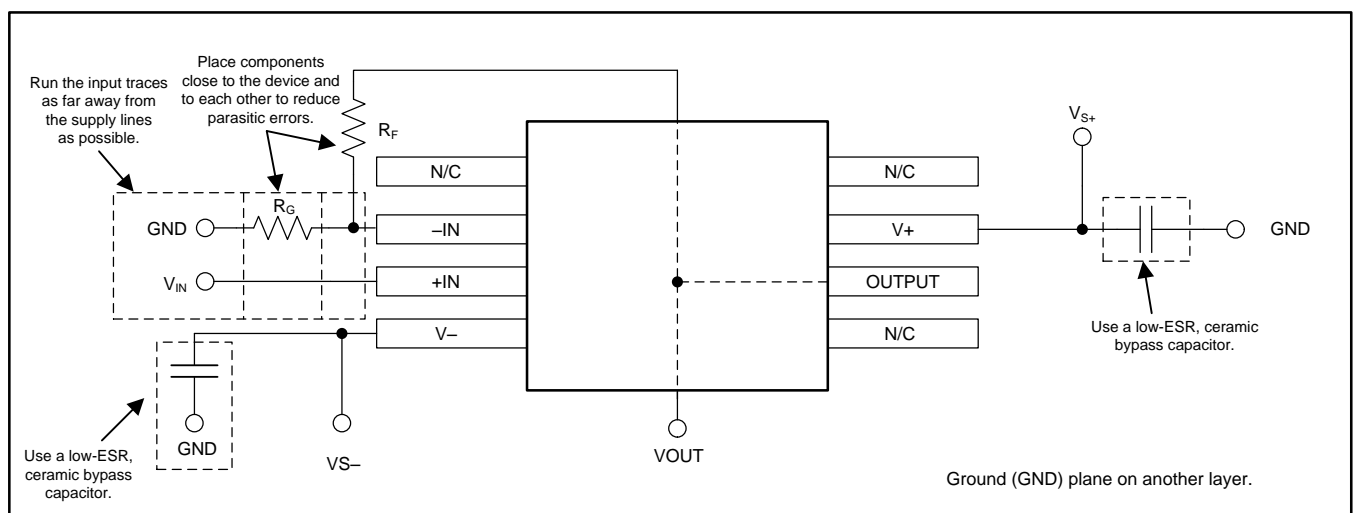 Run the input traces
as far away from
the supply lines
as possible.
Place components
close to the device and
to each other to reduce
parasitic errors.
RF
RG
GND
VIN
N/C
–IN
+IN
V–
N/C
V+
OUTPUT
N/C
VS+
GND
Use a low-ESR, ceramic
bypass capacitor.
GND
Use a low-ESR,
ceramic bypass
capacitor.
VS–
VOUT
Ground (GND) plane on another layer.